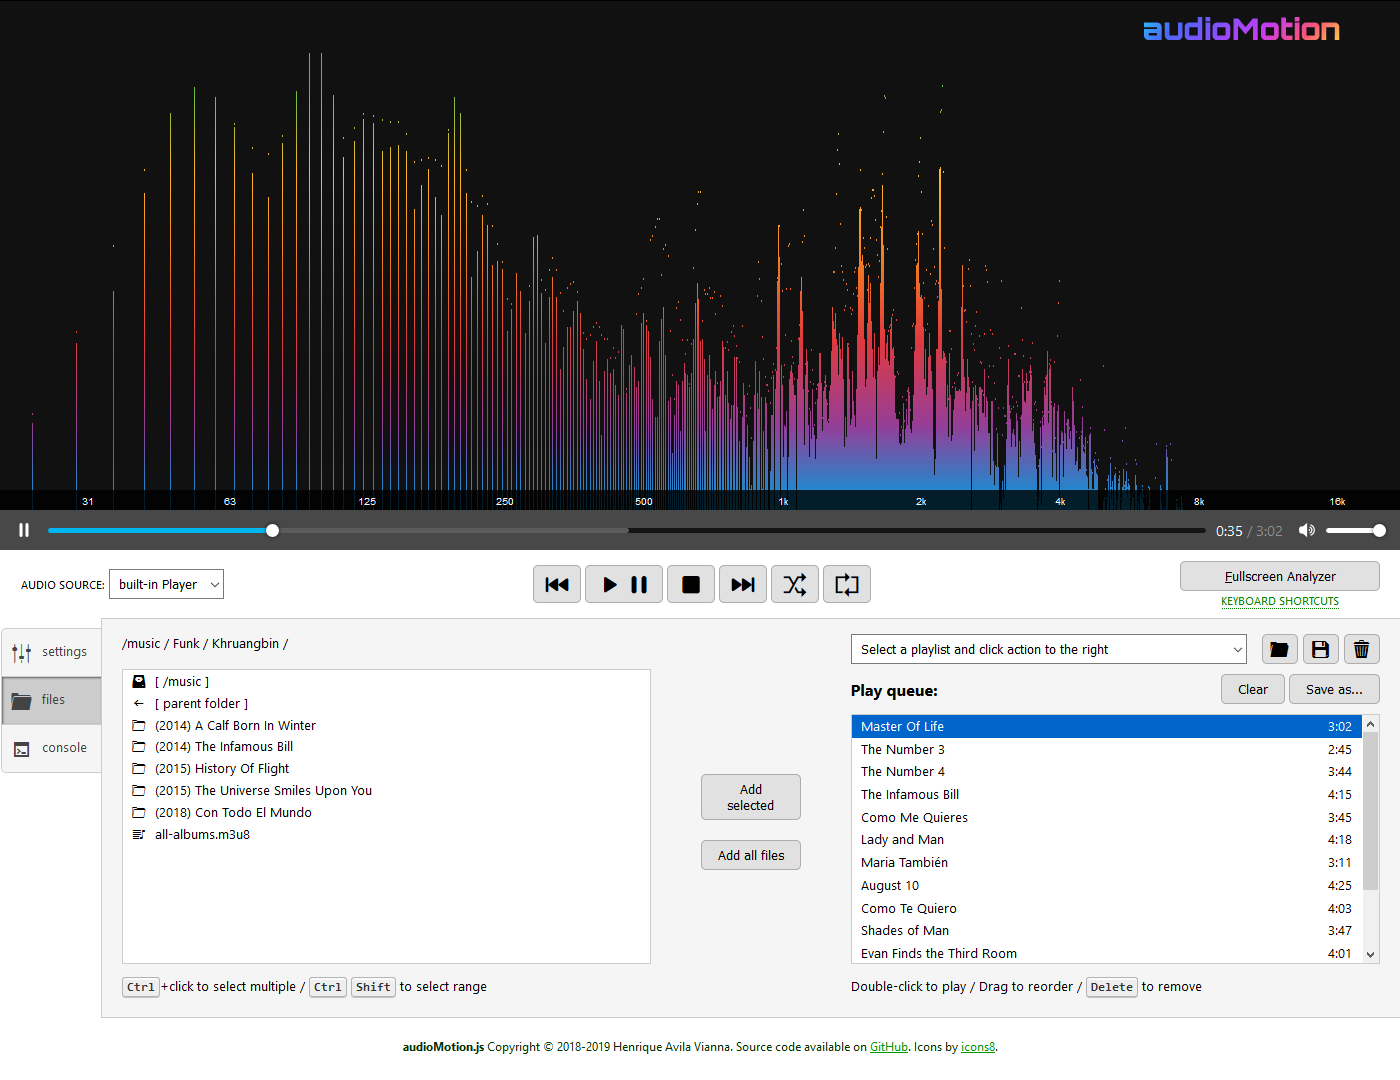 audioMotion
31 63 125 250 500 1k 2k 4k 8k 16k
0:35 / 3:02
AUDIO SOURCE: built-in Player
Fullscreen Analyzer
KEYBOARD SHORTCUTS
settings
files
console
/music / Funk / Khruangbin /
[ /music ]
[ parent folder ]
(2014) A Calf Born In Winter
(2014) The Infamous Bill
(2015) History Of Flight
(2015) The Universe Smiles Upon You
(2018) Con Todo El Mundo
all-albums.m3u8
Ctrl +click to select multiple / Ctrl Shift to select range
Add
selected
Add all files
Select a playlist and click action to the right
Play queue:
Clear
Save as...
Master Of Life 3:02
The Number 3 2:45
The Number 4 3:44
The Infamous Bill 4:15
Como Me Quieres 3:45
Lady and Man 4:18
Maria También 3:11
August 10 4:25
Como Te Quiero 4:03
Shades of Man 3:47
Evan Finds the Third Room 4:01
Double-click to play / Drag to reorder / Delete to remove
audioMotion.js Copyright © 2018-2019 Henrique Avila Vianna. Source code available on GitHub. Icons by icons8.